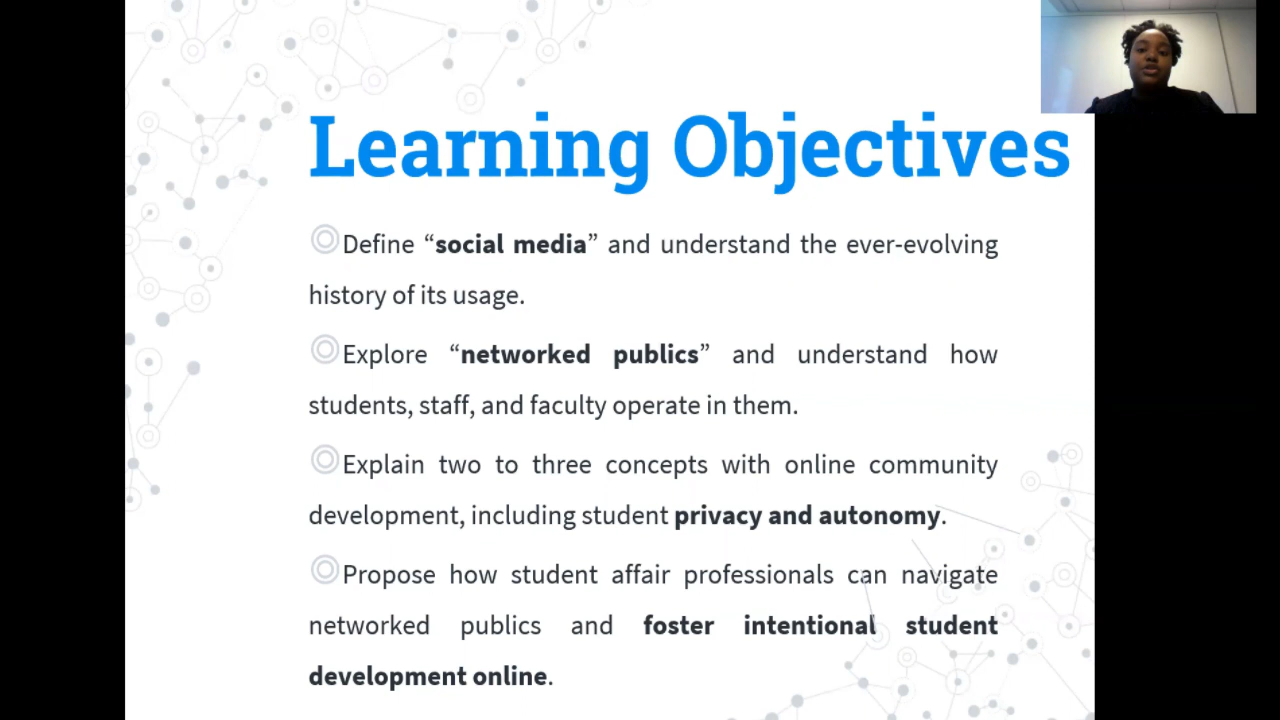 Learning Objectives
Define “social media” and understand the ever-evolving
history of its usage.
Explore “networked publics” and understand how
students, staff, and faculty operate in them.
Explain two to three concepts with online community
development, including student privacy and autonomy.
Propose how student affair professionals can navigate
networked publics and foster intentional student
development online.